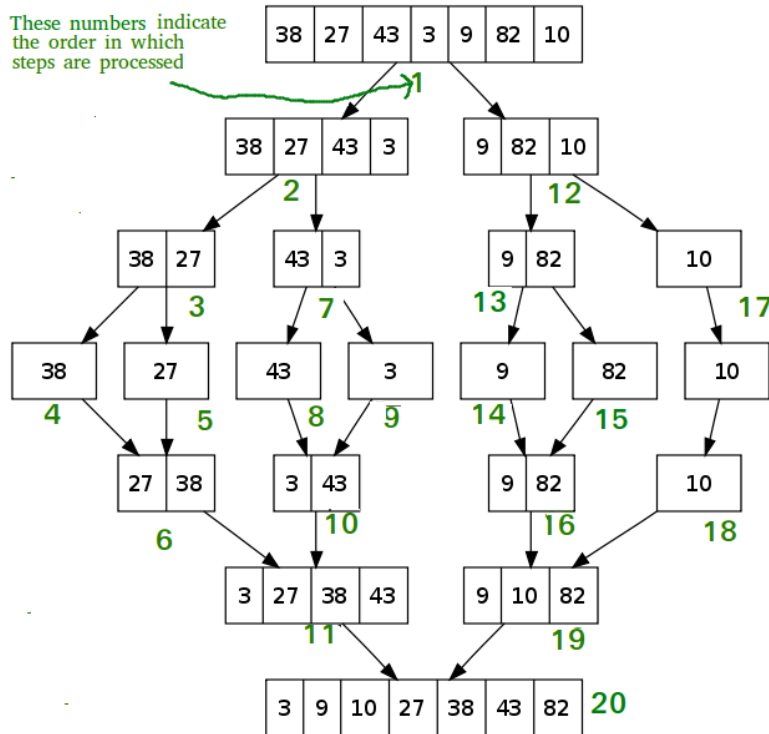 These numbers indicate
the order in which
steps are processed
38 27 43 3 9 82 10
1
38 27 43 3 9 82 10
2 12
38 27 43 3 9 82 10
3 7 13 17
38 27 43 3 9 82 10
4 5 8 9 14 15
27 38 3 43 9 82 10
6 10 16 18
3 27 38 43 9 10 82
11 19
3 9 10 27 38 43 82 20